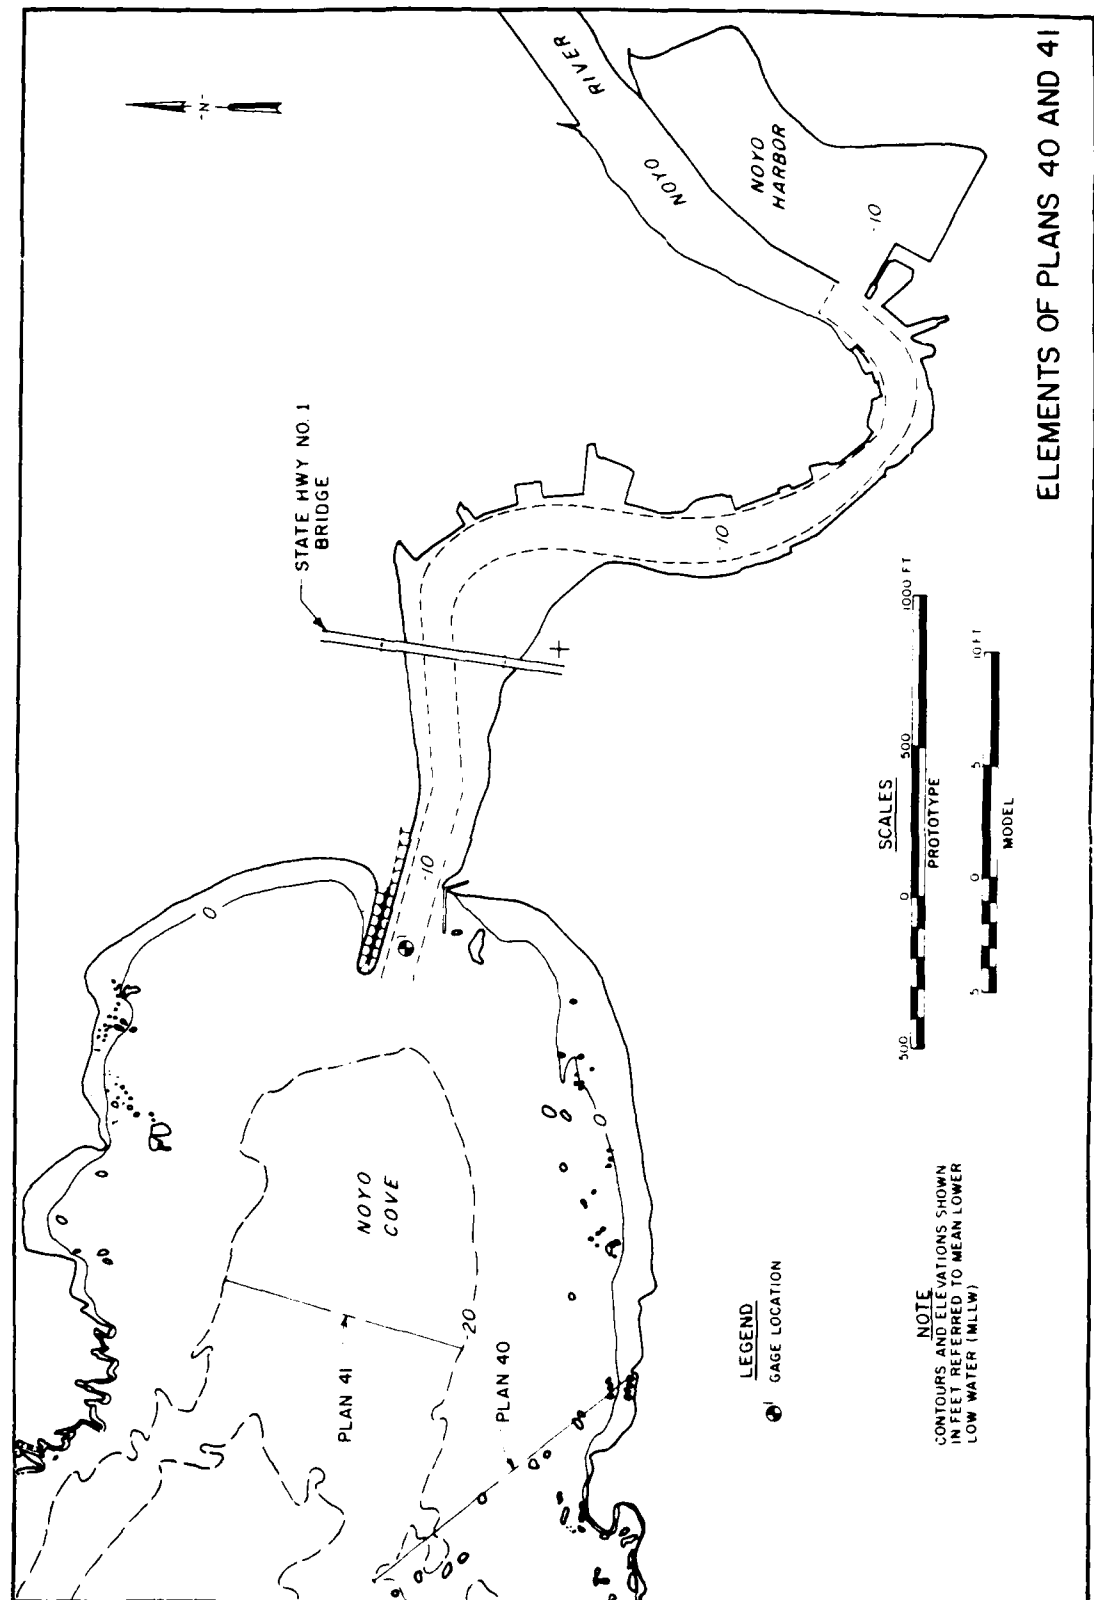 -N-
RIVER
NOYO
NOYO
HARBOR
-10
STATE HWY NO. 1
BRIDGE
-10
-10
0
NOYO
COVE
0
-20
PLAN 41
PLAN 40
LEGEND
GAGE LOCATION
SCALES
500 0 500 1000 FT
PROTOTYPE
5 0 5 10 FT
MODEL
NOTE
CONTOURS AND ELEVATIONS SHOWN
IN FEET REFERRED TO MEAN LOWER
LOW WATER (MLLW)
ELEMENTS OF PLANS 40 AND 41